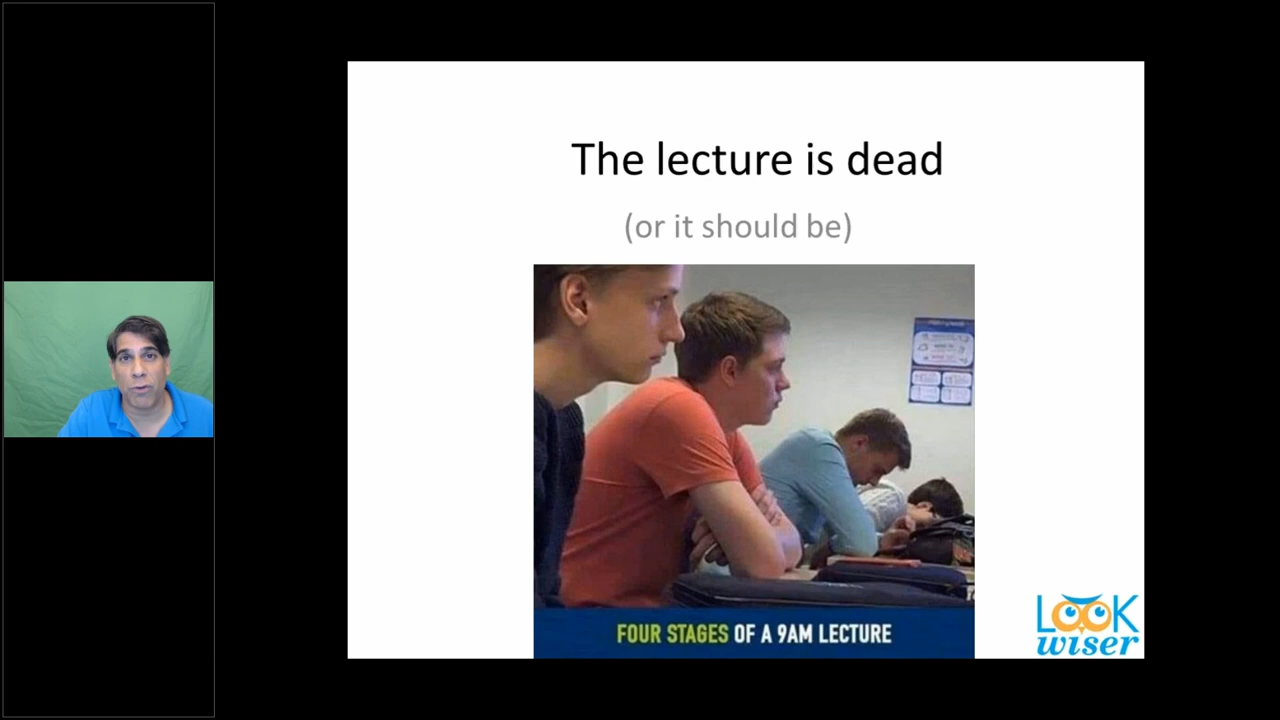 The lecture is dead
(or it should be)
FOUR STAGES OF A 9AM LECTURE
LOOK
wiser